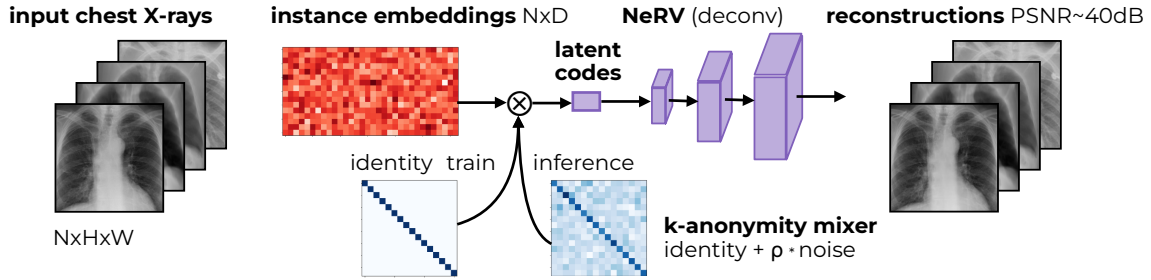 input chest X-rays
instance embeddings NxD
NeRV (deconv)
reconstructions PSNR~40dB
latent
codes
identity train
inference
NxHxW
k-anonymity mixer
identity + ρ * noise